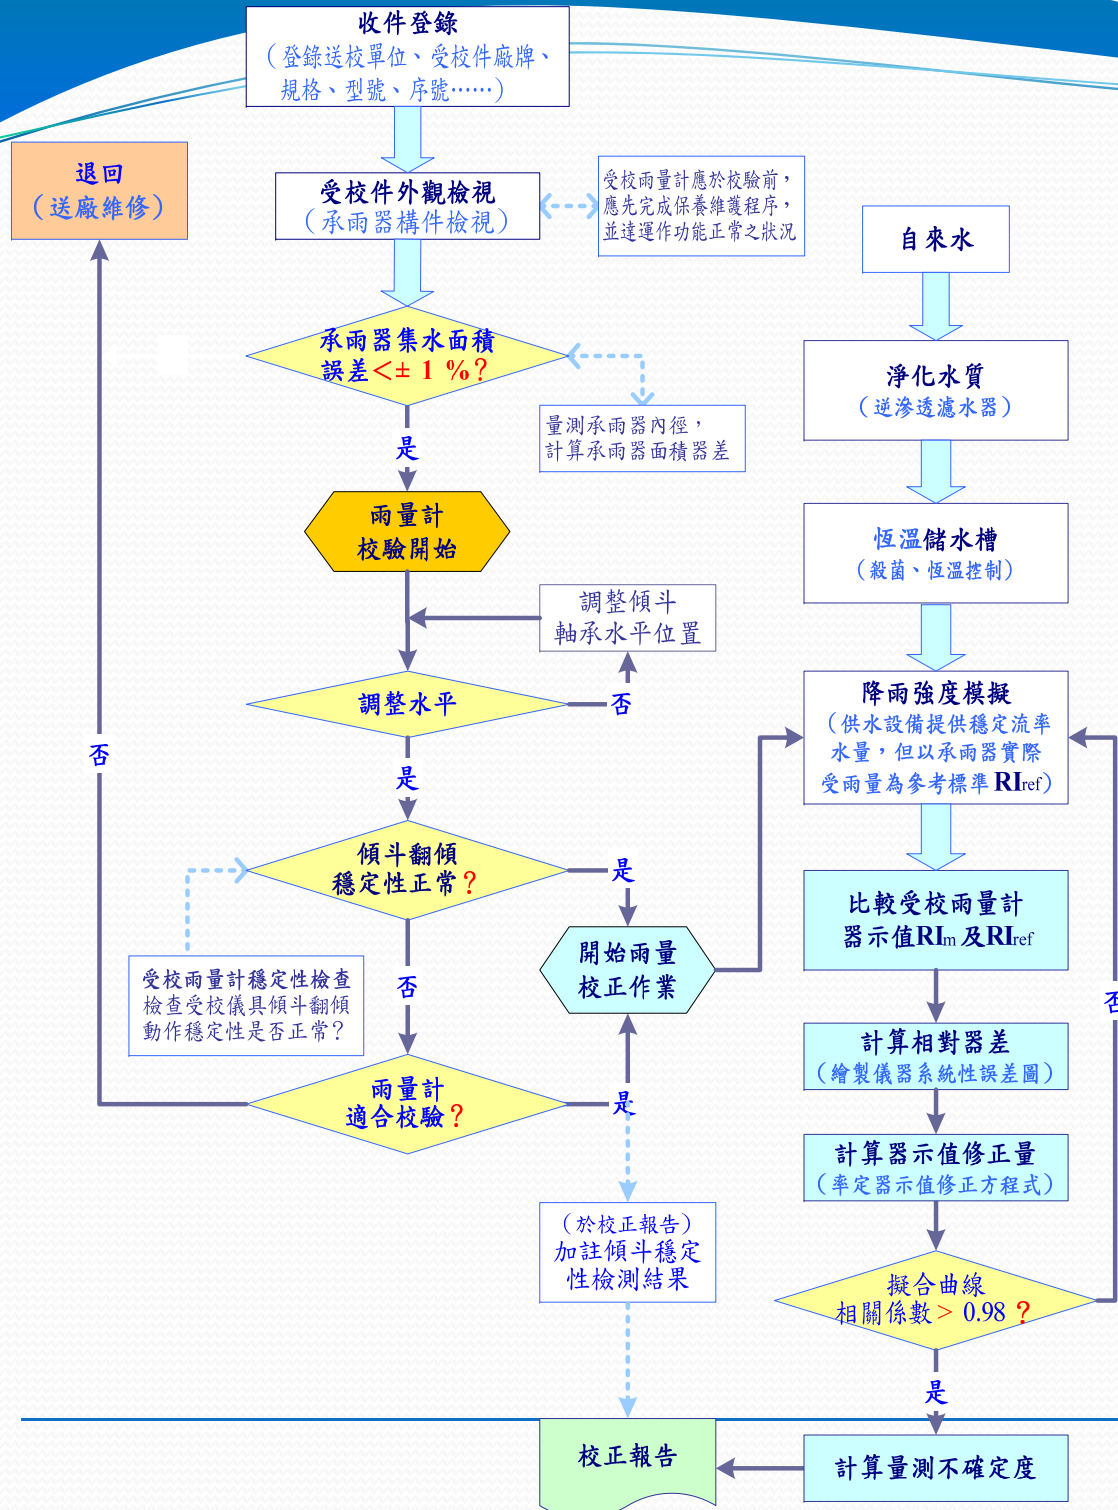 收件登錄
（登錄送校單位、受校件廠牌、
規格、型號、序號……）
退回
（送廠維修）
受校件外觀檢視
（承雨器構件檢視）
受校雨量計應於校驗前，
應先完成保養維護程序，
並達運作功能正常之狀況
自來水
承雨器集水面積
誤差<± 1 %?
淨化水質
（逆滲透濾水器）
量測承雨器內徑，
計算承雨器面積器差
是
雨量計
校驗開始
恆溫儲水槽
（殺菌、恆溫控制）
調整傾斗
軸承水平位置
調整水平
否
降雨強度模擬
（供水設備提供穩定流率
水量，但以承雨器實際
受雨量為參考標準 RIref）
否
是
傾斗翻傾
穩定性正常?
是
比較受校雨量計
器示值RIm 及RIref
開始雨量
校正作業
受校雨量計穩定性檢查
檢查受校儀具傾斗翻傾
動作穩定性是否正常?
否
否
計算相對器差
（繪製儀器系統性誤差圖）
雨量計
適合校驗?
是
計算器示值修正量
（率定器示值修正方程式）
（於校正報告）
加註傾斗穩定
性檢測結果
擬合曲線
相關係數 > 0.98 ?
是
校正報告
計算量測不確定度